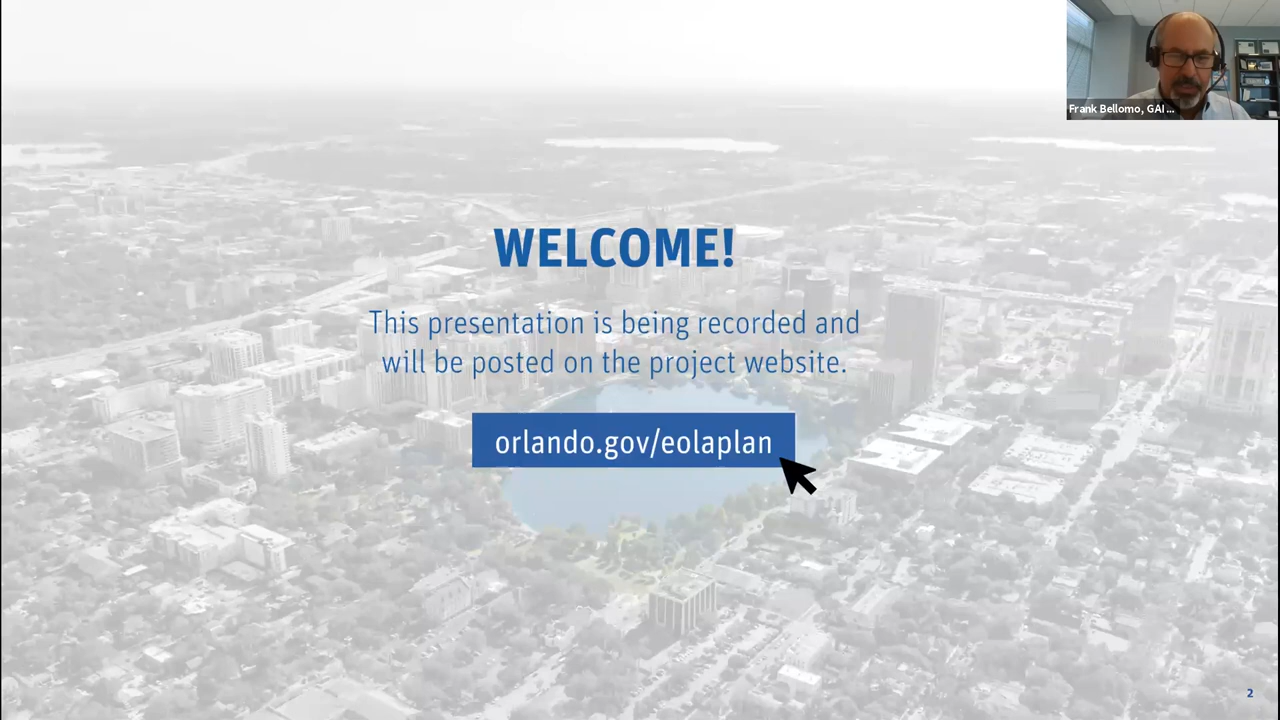 Frank Bellomo, GAI ...
WELCOME!
This presentation is being recorded and
will be posted on the project website.
orlando.gov/eolaplan
2